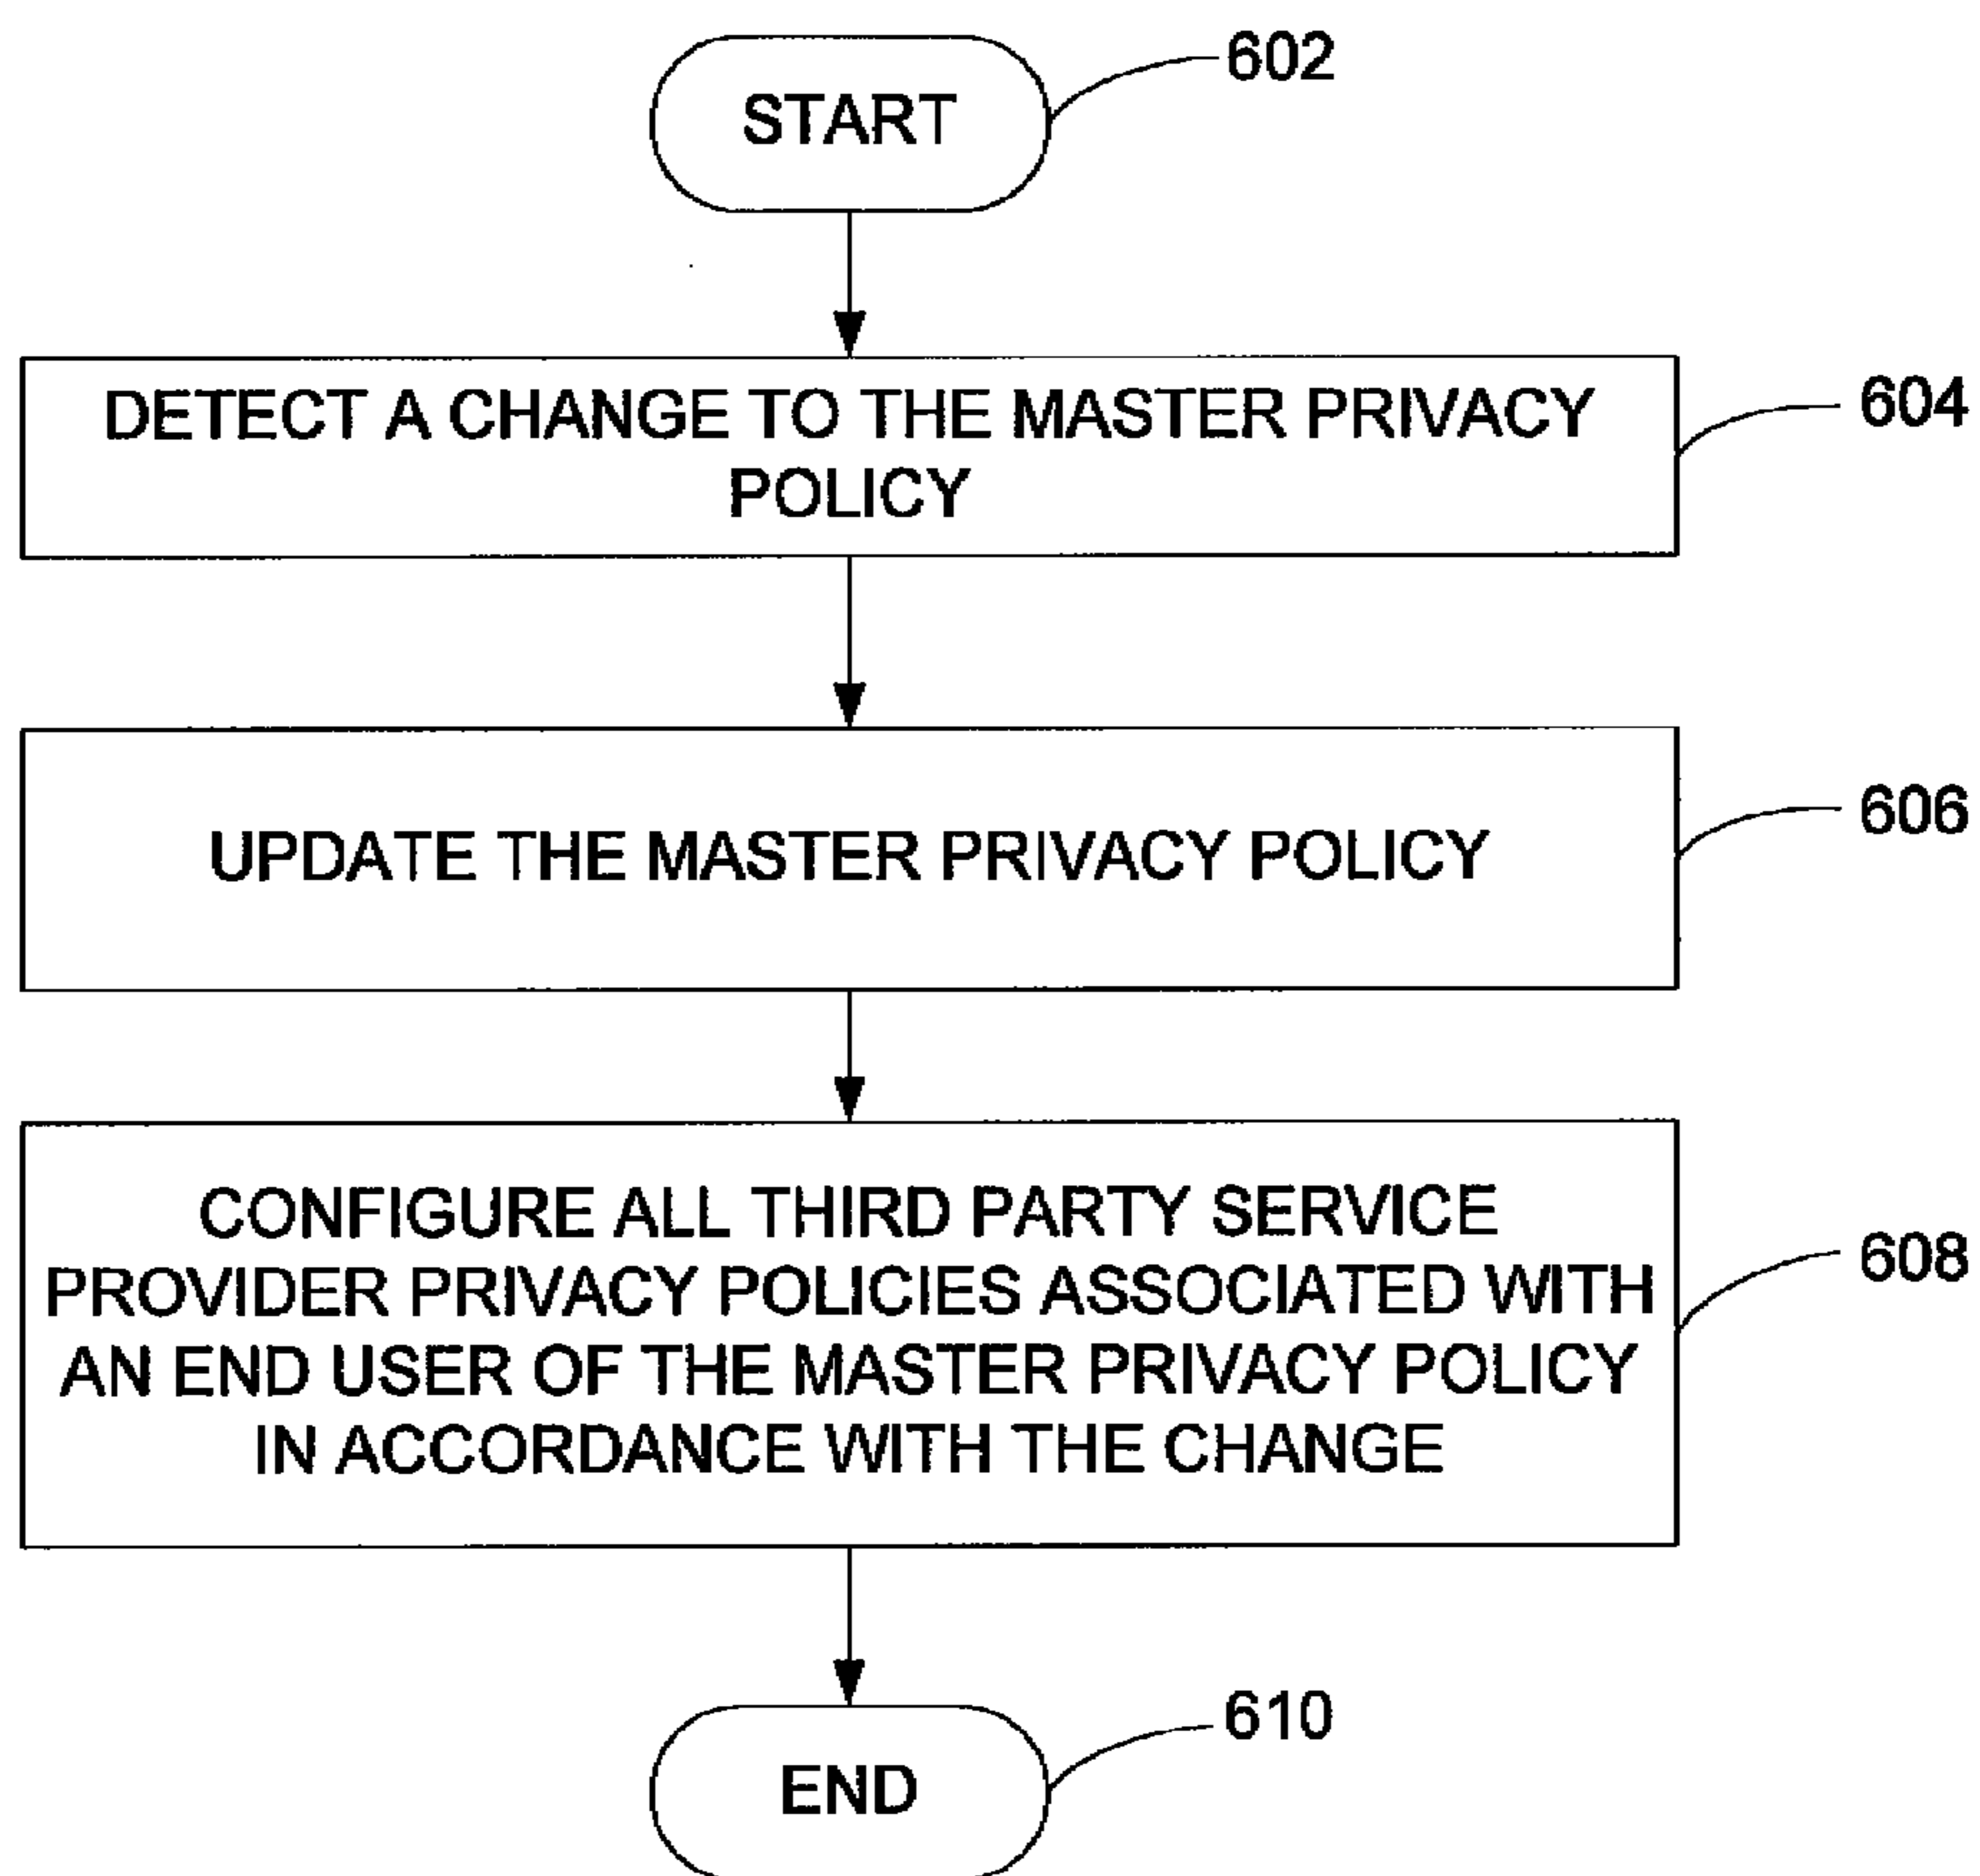 START
602
DETECT A CHANGE TO THE MASTER PRIVACY
POLICY
604
UPDATE THE MASTER PRIVACY POLICY
606
CONFIGURE ALL THIRD PARTY SERVICE
PROVIDER PRIVACY POLICIES ASSOCIATED WITH
AN END USER OF THE MASTER PRIVACY POLICY
IN ACCORDANCE WITH THE CHANGE
608
END
610